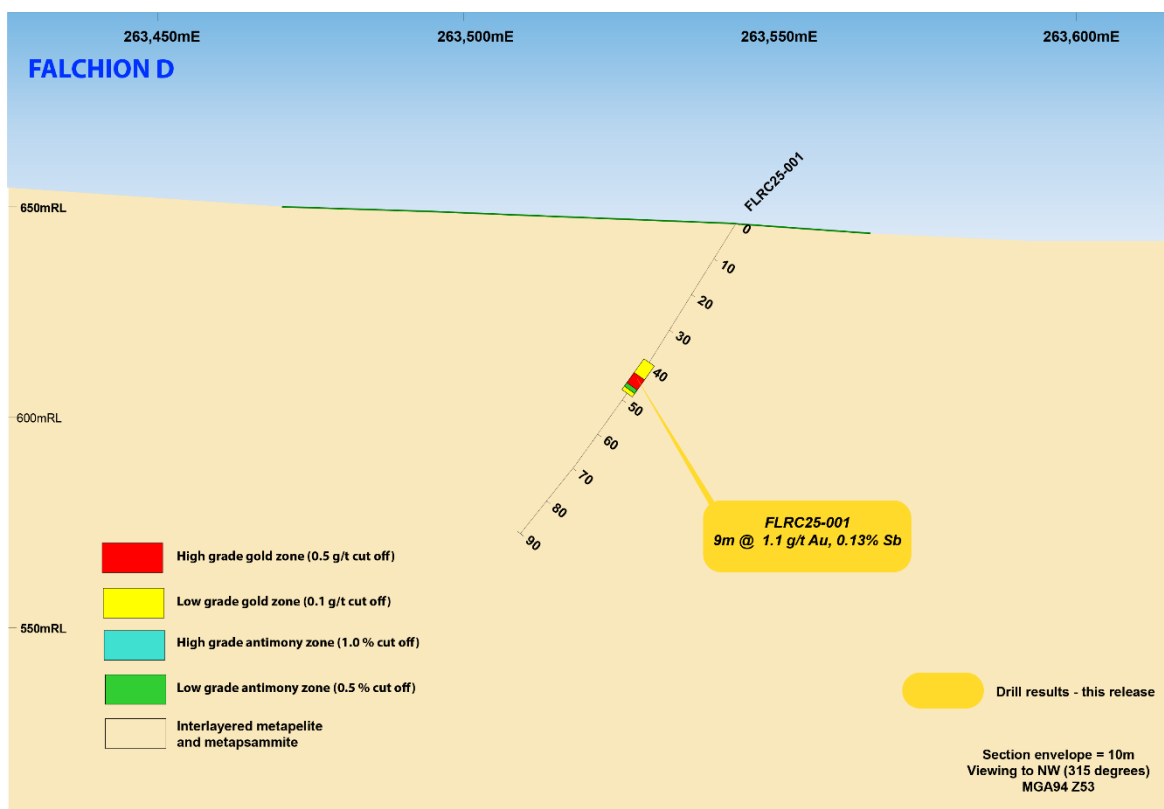 263,450mE 263,500mE 263,550mE 263,600mE
FALCHION D
FLRC25-001
650mRL
0
10
20
30
40
50
60
70
80
90
600mRL
550mRL
FLRC25-001
9m @ 1.1 g/t Au, 0.13% Sb
High grade gold zone (0.5 g/t cut off)
Low grade gold zone (0.1 g/t cut off)
High grade antimony zone (1.0 % cut off)
Low grade antimony zone (0.5 % cut off)
Interlayered metapelite
and metapsammite
Drill results - this release
Section envelope = 10m
Viewing to NW (315 degrees)
MGA94 Z53